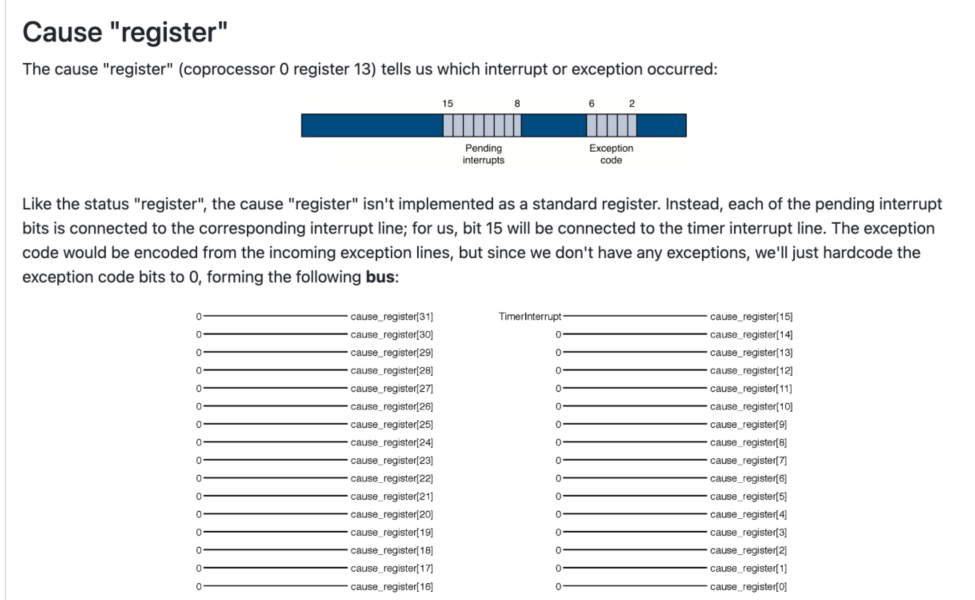 Cause "register"
The cause "register" (coprocessor 0 register 13) tells us which interrupt or exception occurred:
15 8 6 2
Pending interrupts
Exception code
Like the status "register", the cause "register" isn't implemented as a standard register. Instead, each of the pending interrupt
bits is connected to the corresponding interrupt line; for us, bit 15 will be connected to the timer interrupt line. The exception
code would be encoded from the incoming exception lines, but since we don't have any exceptions, we'll just hardcode the
exception code bits to 0, forming the following bus:
0 cause_register[31]
0 cause_register[30]
0 cause_register[29]
0 cause_register[28]
0 cause_register[27]
0 cause_register[26]
0 cause_register[25]
0 cause_register[24]
0 cause_register[23]
0 cause_register[22]
0 cause_register[21]
0 cause_register[20]
0 cause_register[19]
0 cause_register[18]
0 cause_register[17]
0 cause_register[16]
TimerInterrupt cause_register[15]
0 cause_register[14]
0 cause_register[13]
0 cause_register[12]
0 cause_register[11]
0 cause_register[10]
0 cause_register[9]
0 cause_register[8]
0 cause_register[7]
0 cause_register[6]
0 cause_register[5]
0 cause_register[4]
0 cause_register[3]
0 cause_register[2]
0 cause_register[1]
0 cause_register[0]